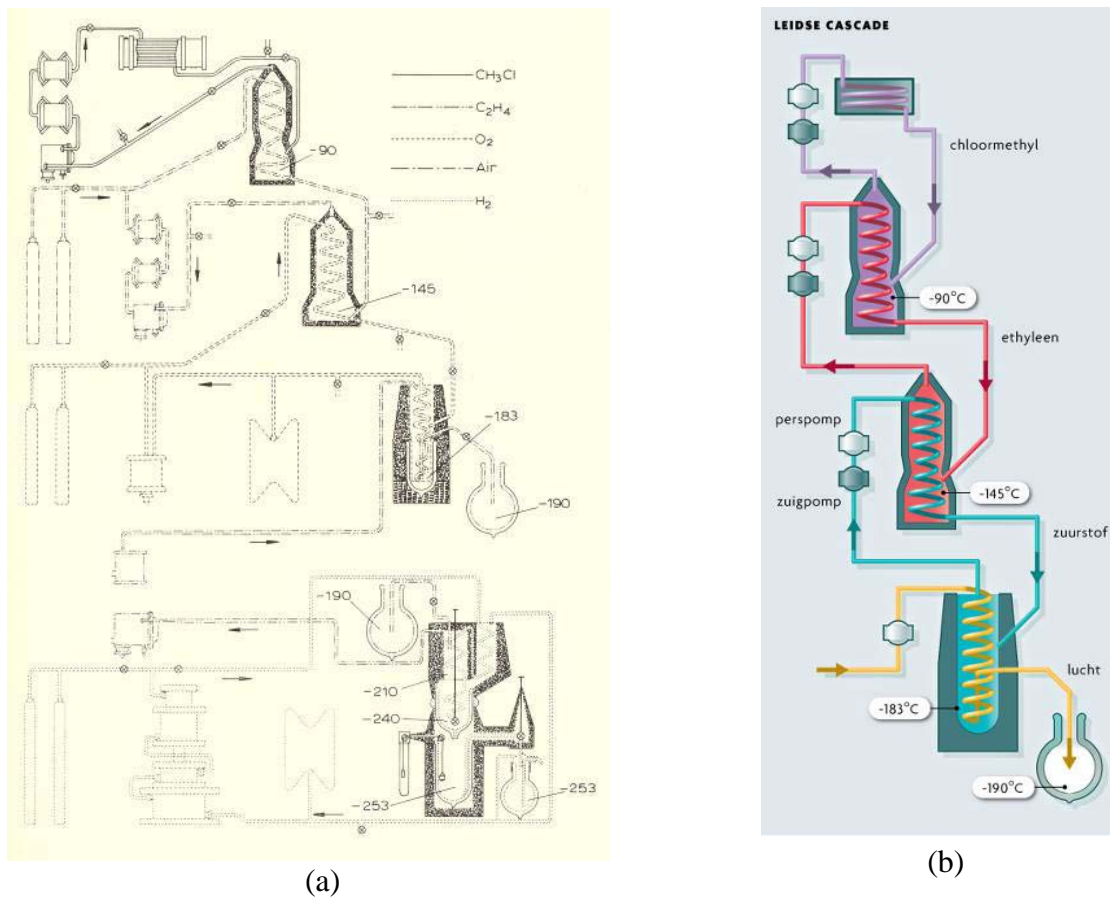 CH₃Cl
C₂H₄
O₂
Air
H₂
-90
-145
-183
-190
-190
-210
-240
-253
-253
(a)
LEIDSE CASCADE
chloormethyl
-90°C
ethyleen
perspomp
-145°C
zuigpomp
zuurstof
lucht
-183°C
-190°C
(b)